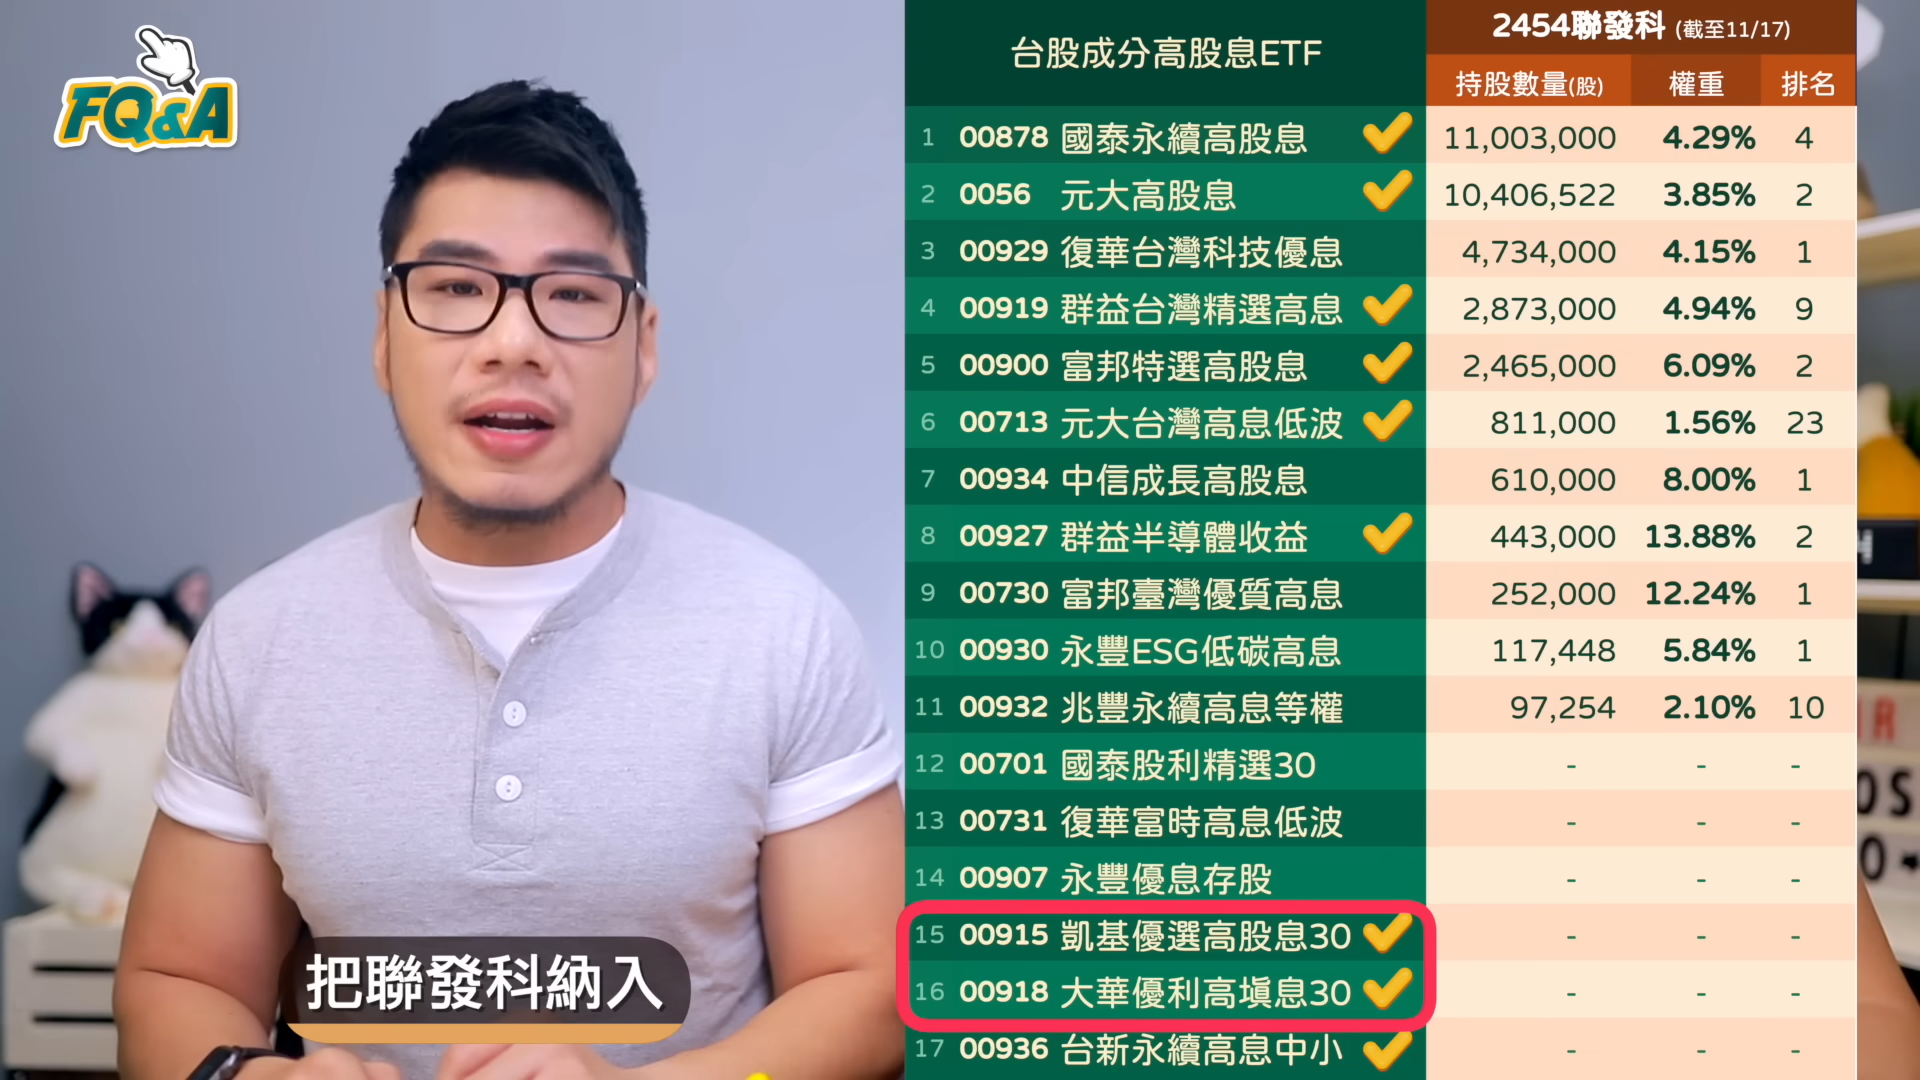 FQ&A
台股成分高股息ETF
2454聯發科 (截至11/17)
持股數量(股) 權重 排名
1 00878 國泰永續高股息 11,003,000 4.29% 4
2 0056 元大高股息 10,406,522 3.85% 2
3 00929 復華台灣科技優息 4,734,000 4.15% 1
4 00919 群益台灣精選高息 2,873,000 4.94% 9
5 00900 富邦特選高股息 2,465,000 6.09% 2
6 00713 元大台灣高息低波 811,000 1.56% 23
7 00934 中信成長高股息 610,000 8.00% 1
8 00927 群益半導體收益 443,000 13.88% 2
9 00730 富邦臺灣優質高息 252,000 12.24% 1
10 00930 永豐ESG低碳高息 117,448 5.84% 1
11 00932 兆豐永續高息等權 97,254 2.10% 10
12 00701 國泰股利精選30 - - -
13 00731 復華富時高息低波 - - -
14 00907 永豐優息存股 - - -
15 00915 凱基優選高股息30 - - -
16 00918 大華優利高填息30 - - -
17 00936 台新永續高息中小 - - -
把聯發科納入